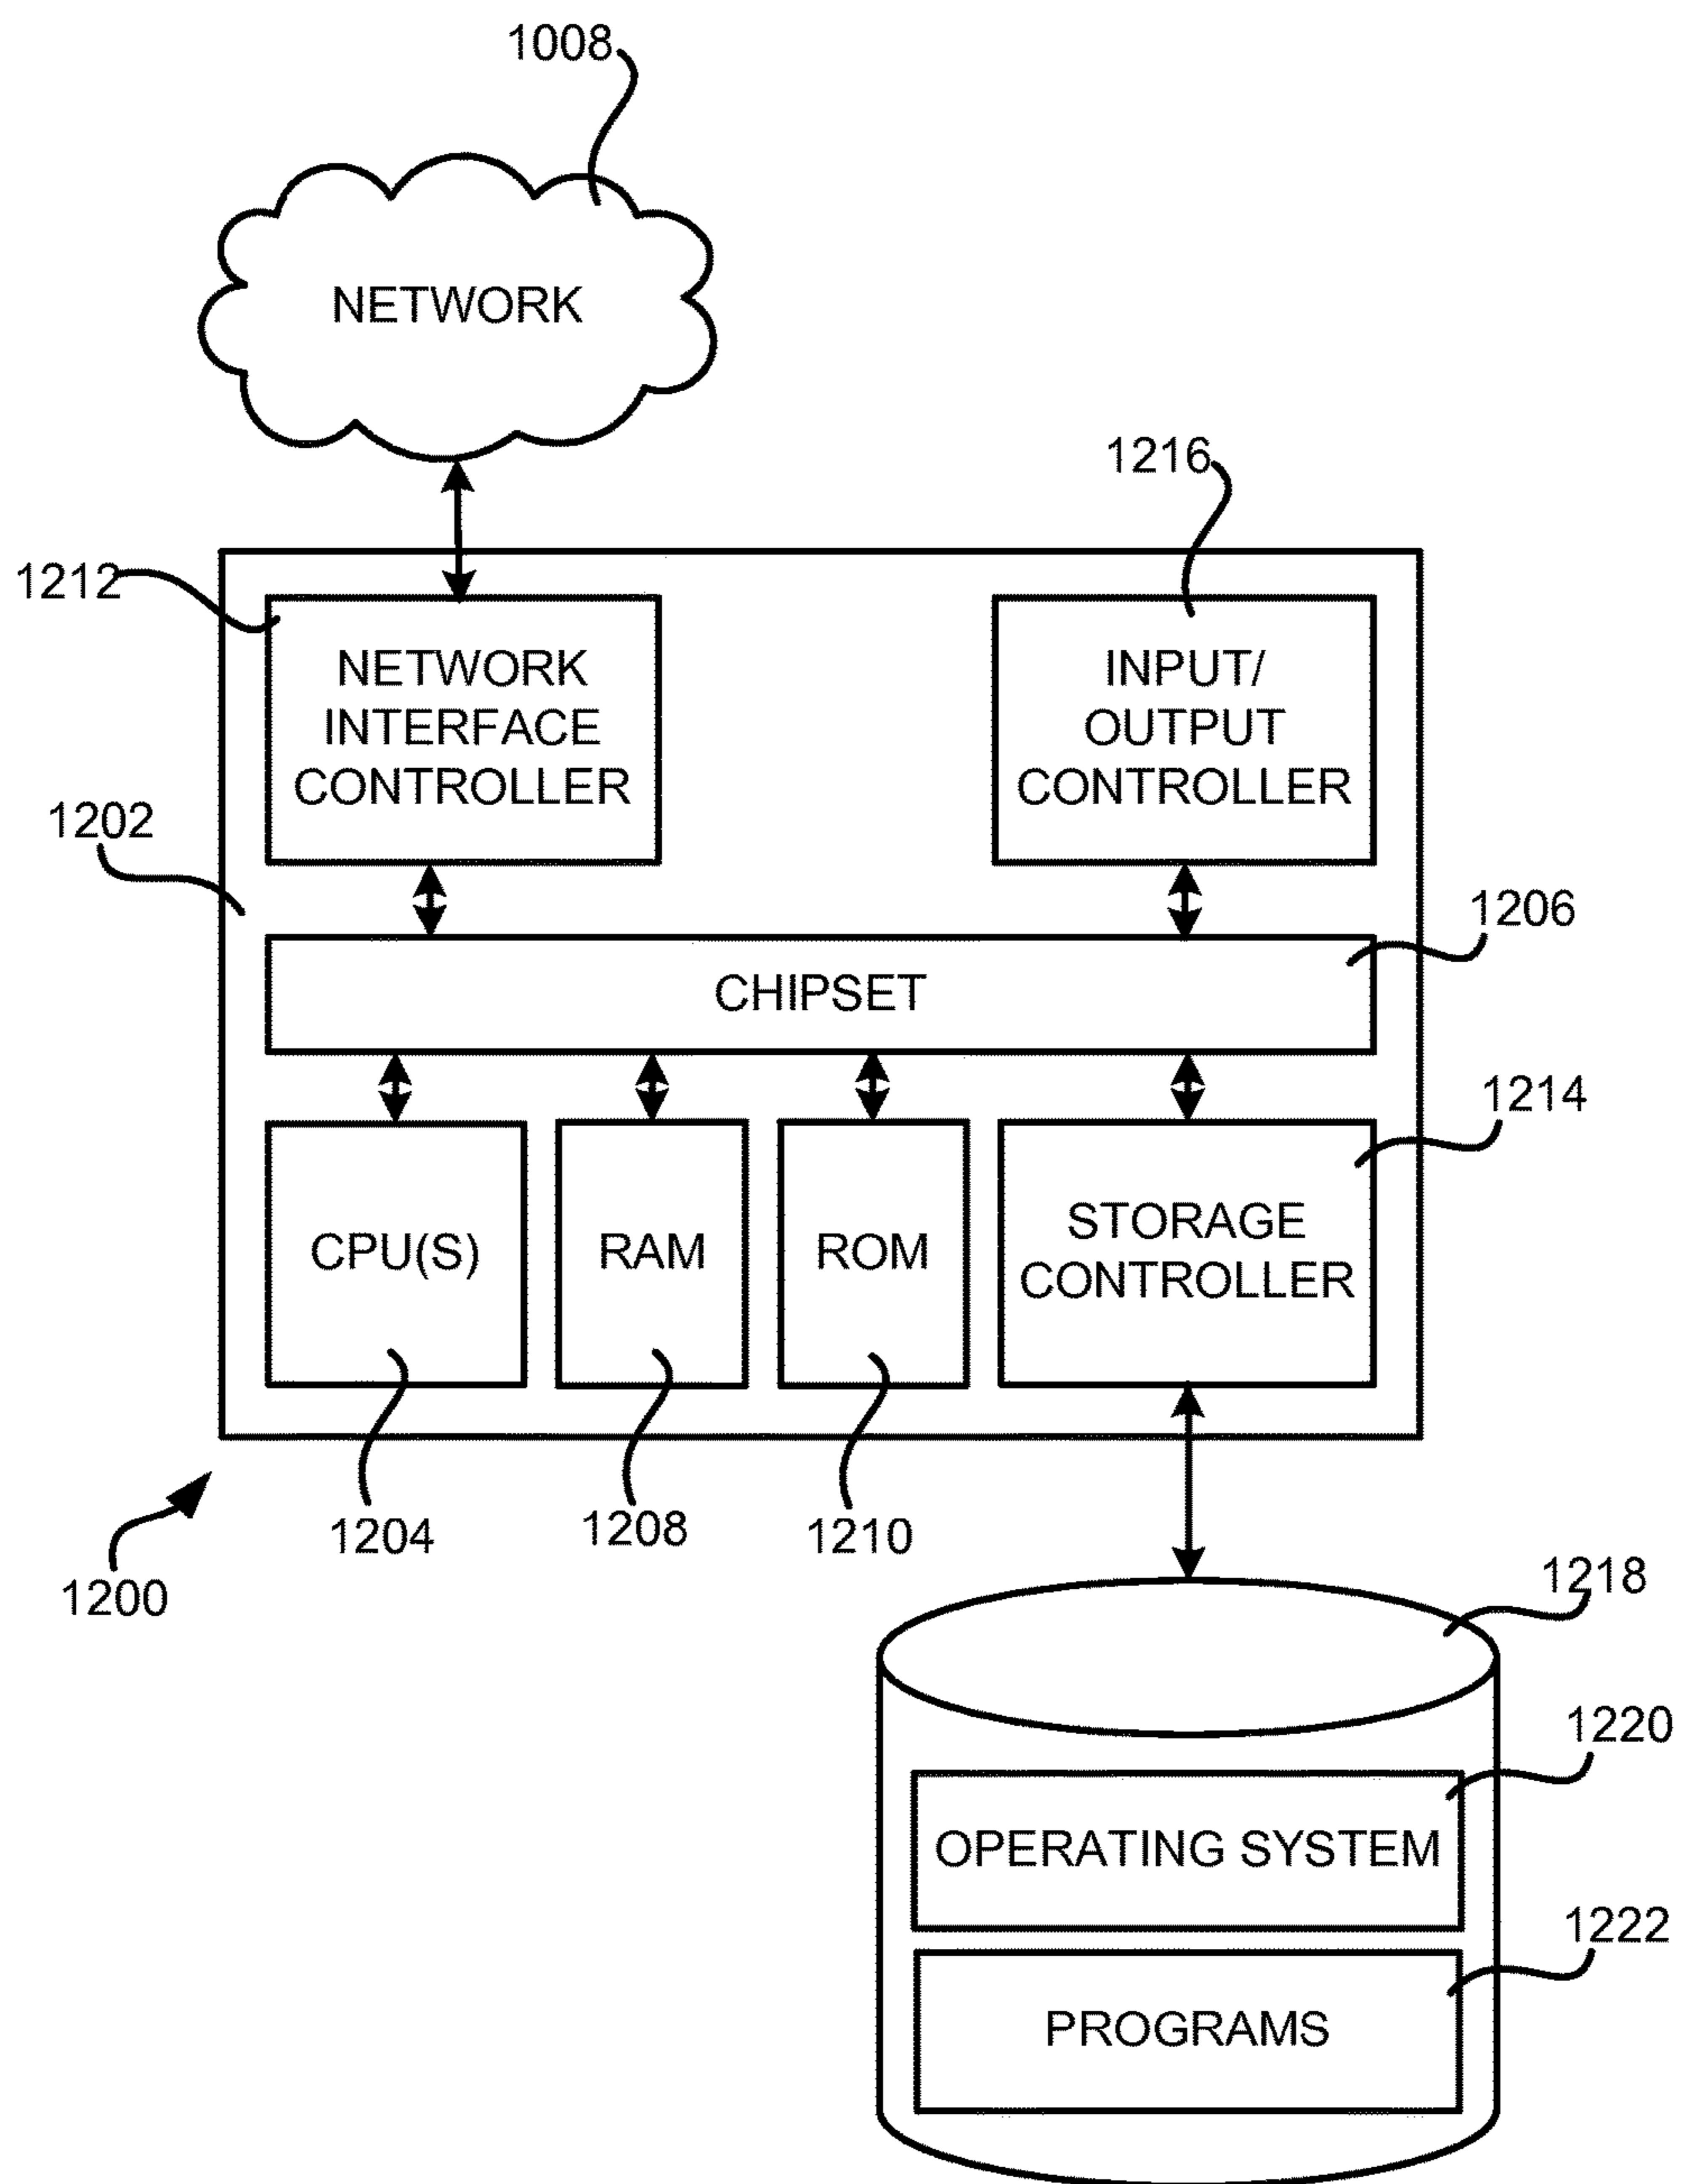 1008
NETWORK
1216
1212
NETWORK
INTERFACE
CONTROLLER
INPUT/
OUTPUT
CONTROLLER
1202
1206
CHIPSET
1214
CPU(S)
RAM
ROM
STORAGE
CONTROLLER
1204
1208
1210
1200
1218
1220
OPERATING SYSTEM
1222
PROGRAMS